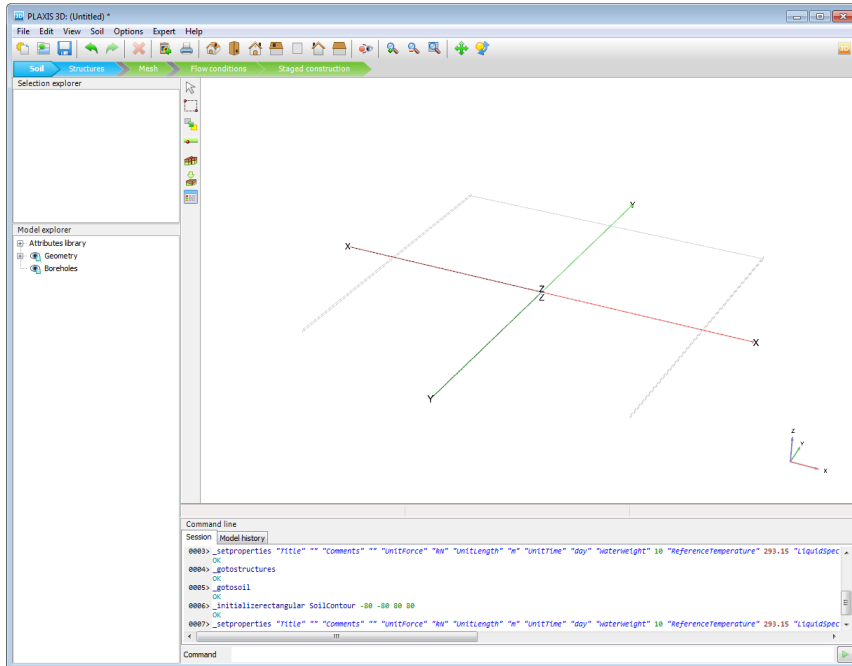 PLAXIS 3D: (Untitled) *
File Edit View Soil Options Expert Help
Soil Structures Mesh Flow conditions Staged construction
Selection explorer
Model explorer
Attributes library
Geometry
Boreholes
Y
X
Z
Z
X
Y
Z
Y
X
Command line
Session Model history
0003> _setproperties "Title" "" "Comments" "" "UnitForce" "kN" "UnitLength" "m" "UnitTime" "day" "WaterWeight" 10 "ReferenceTemperature" 293.15 "LiquidSpec
OK
0004> _gotostructures
OK
0005> _gotosoil
OK
0006> _initializerectangular SoilContour -80 -80 80 80
OK
0007> _setproperties "Title" "" "Comments" "" "UnitForce" "kN" "UnitLength" "m" "UnitTime" "day" "WaterWeight" 10 "ReferenceTemperature" 293.15 "LiquidSpec
Command